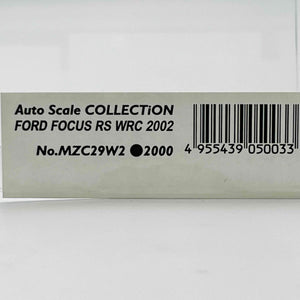 Auto Scale COLLECTiON
FORD FOCUS RS WRC 2002
No.MZC29W2 ●2000
4 955439 050033